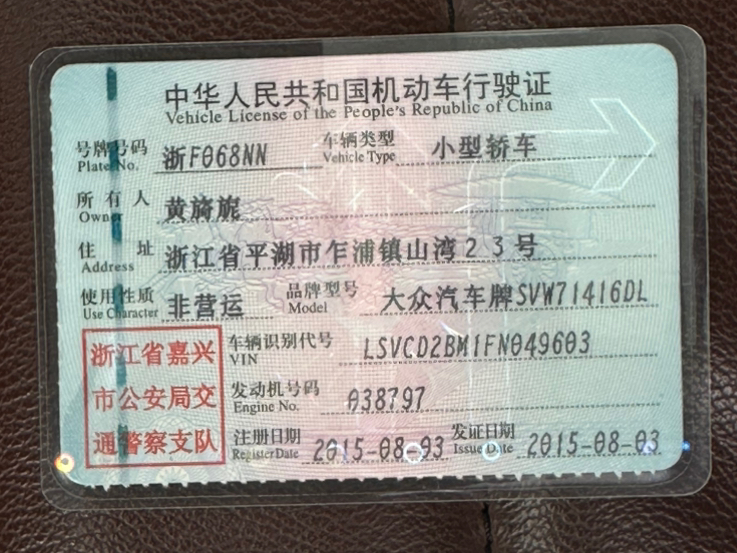 中华人民共和国机动车行驶证
Vehicle License of the People's Republic of China
号牌号码 浙F068NN 车辆类型 小型轿车
Plate No. Vehicle Type
所有人 黄旖旎
Owner
住址 浙江省平湖市乍浦镇山湾23号
Address
使用性质 非营运 品牌型号 大众汽车牌SVW71416DL
Use Character Model
浙江省嘉兴 车辆识别代号 LSVCD2BM1FN049603
VIN
市公安局交 发动机号码 038797
Engine No.
通警察支队 注册日期 2015-08-03 发证日期 2015-08-03
Register Date Issue Date